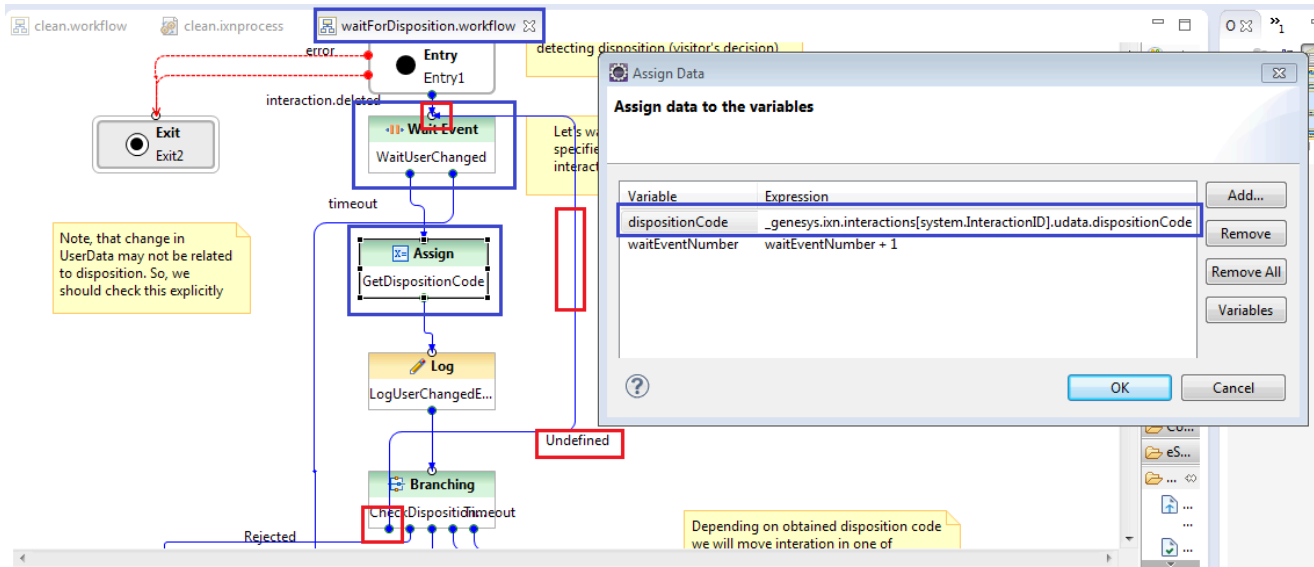 clean.workflow
clean.ixnprocess
waitForDisposition.workflow
error
Entry
Entry1
detecting disposition (visitor's decision)
interaction.deleted
Exit
Exit2
Wait Event
WaitUserChanged
Let's
specifie
interact
timeout
Note, that change in
UserData may not be related
to disposition. So, we
should check this explicitly
Assign
GetDispositionCode
Log
LogUserChangedE...
Undefined
Branching
CheckDisposition...
Timeout
Rejected
Depending on obtained disposition code
we will move interation in one of
Assign Data
Assign data to the variables
Variable Expression
dispositionCode _genesys.ixn.interactions[system.InteractionID].udata.dispositionCode
waitEventNumber waitEventNumber + 1
Add...
Remove
Remove All
Variables
OK
Cancel
eS...
...
...
...
...